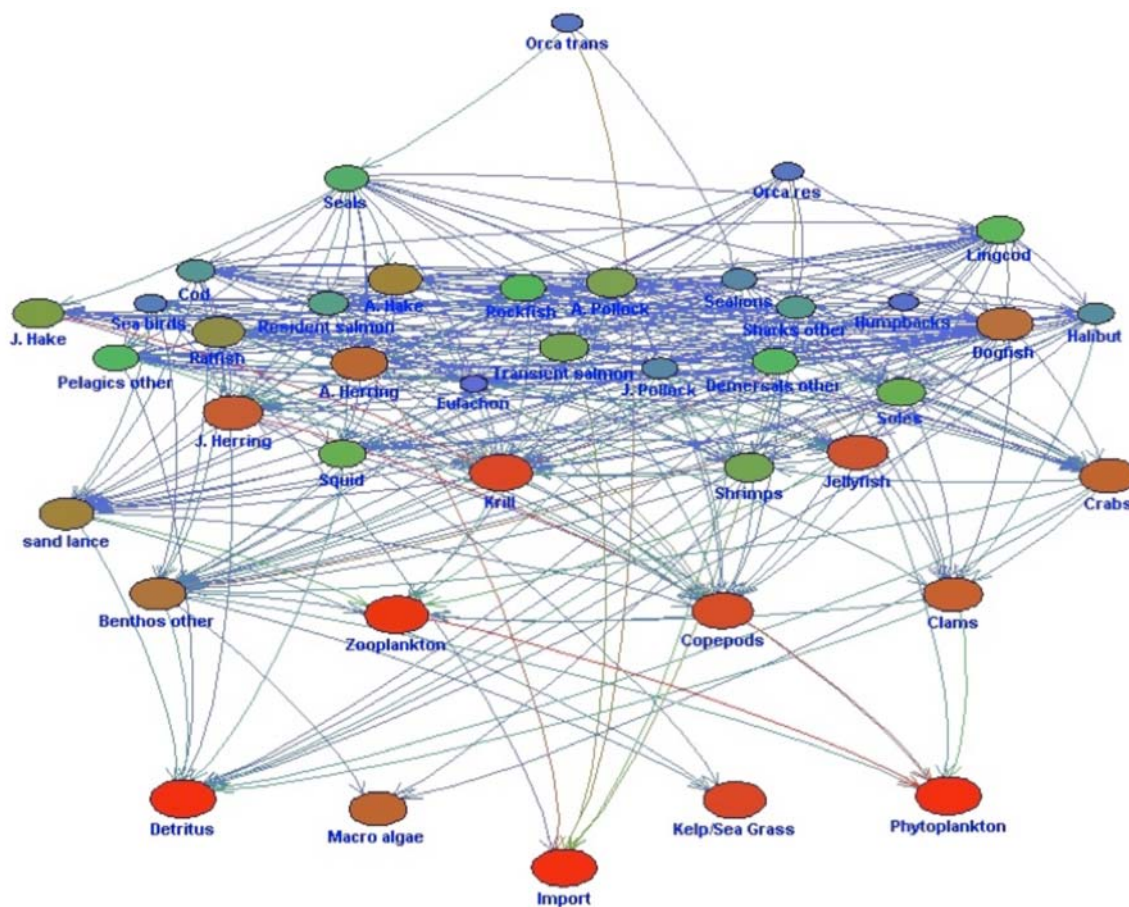 Orca trans
Seals
Orca res
Lingcod
Cod
A. Hake
Rockfish
A. Pollock
Sealions
Sharks other
Humpbacks
Halibut
J. Hake
Sea birds
Resident salmon
Dogfish
Ratfish
Pelagics other
A. Herring
Transient salmon
Eulachon
J. Pollock
Demersals other
Soles
J. Herring
Squid
Krill
Shrimps
Jellyfish
Crabs
sand lance
Benthos other
Zooplankton
Copepods
Clams
Detritus
Macro algae
Kelp/Sea Grass
Phytoplankton
Import